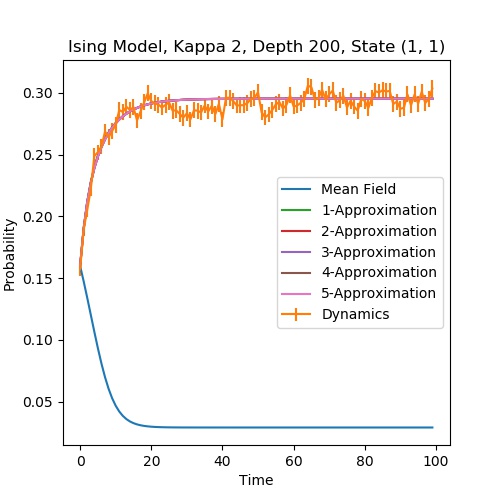 Ising Model, Kappa 2, Depth 200, State (1, 1)
0.30
0.25
0.20
0.15
0.10
0.05
Probability
Mean Field
1-Approximation
2-Approximation
3-Approximation
4-Approximation
5-Approximation
Dynamics
0 20 40 60 80 100
Time